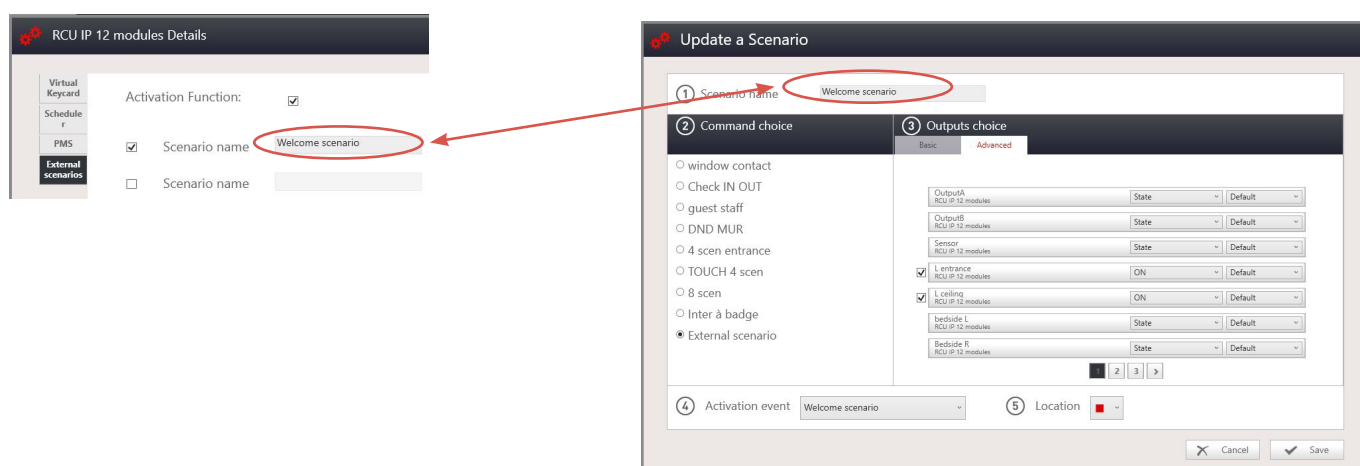 RCU IP 12 modules Details
Virtual
Keycard
Schedule
r
PMS
External
scenarios
Activation Function:
Scenario name Welcome scenario
Scenario name
Update a Scenario
1 Scenario name Welcome scenario
2 Command choice
window contact
Check IN OUT
guest staff
DND MUR
4 scen entrance
TOUCH 4 scen
8 scen
Inter à badge
External scenario
3 Outputs choice
Basic Advanced
OutputA State Default
RCU IP 12 modules
OutputB State Default
RCU IP 12 modules
Sensor State Default
RCU IP 12 modules
L entrance ON Default
RCU IP 12 modules
L ceiling ON Default
RCU IP 12 modules
bedside L State Default
RCU IP 12 modules
Bedside R State Default
RCU IP 12 modules
1 2 3 >
4 Activation event Welcome scenario 5 Location
Cancel Save